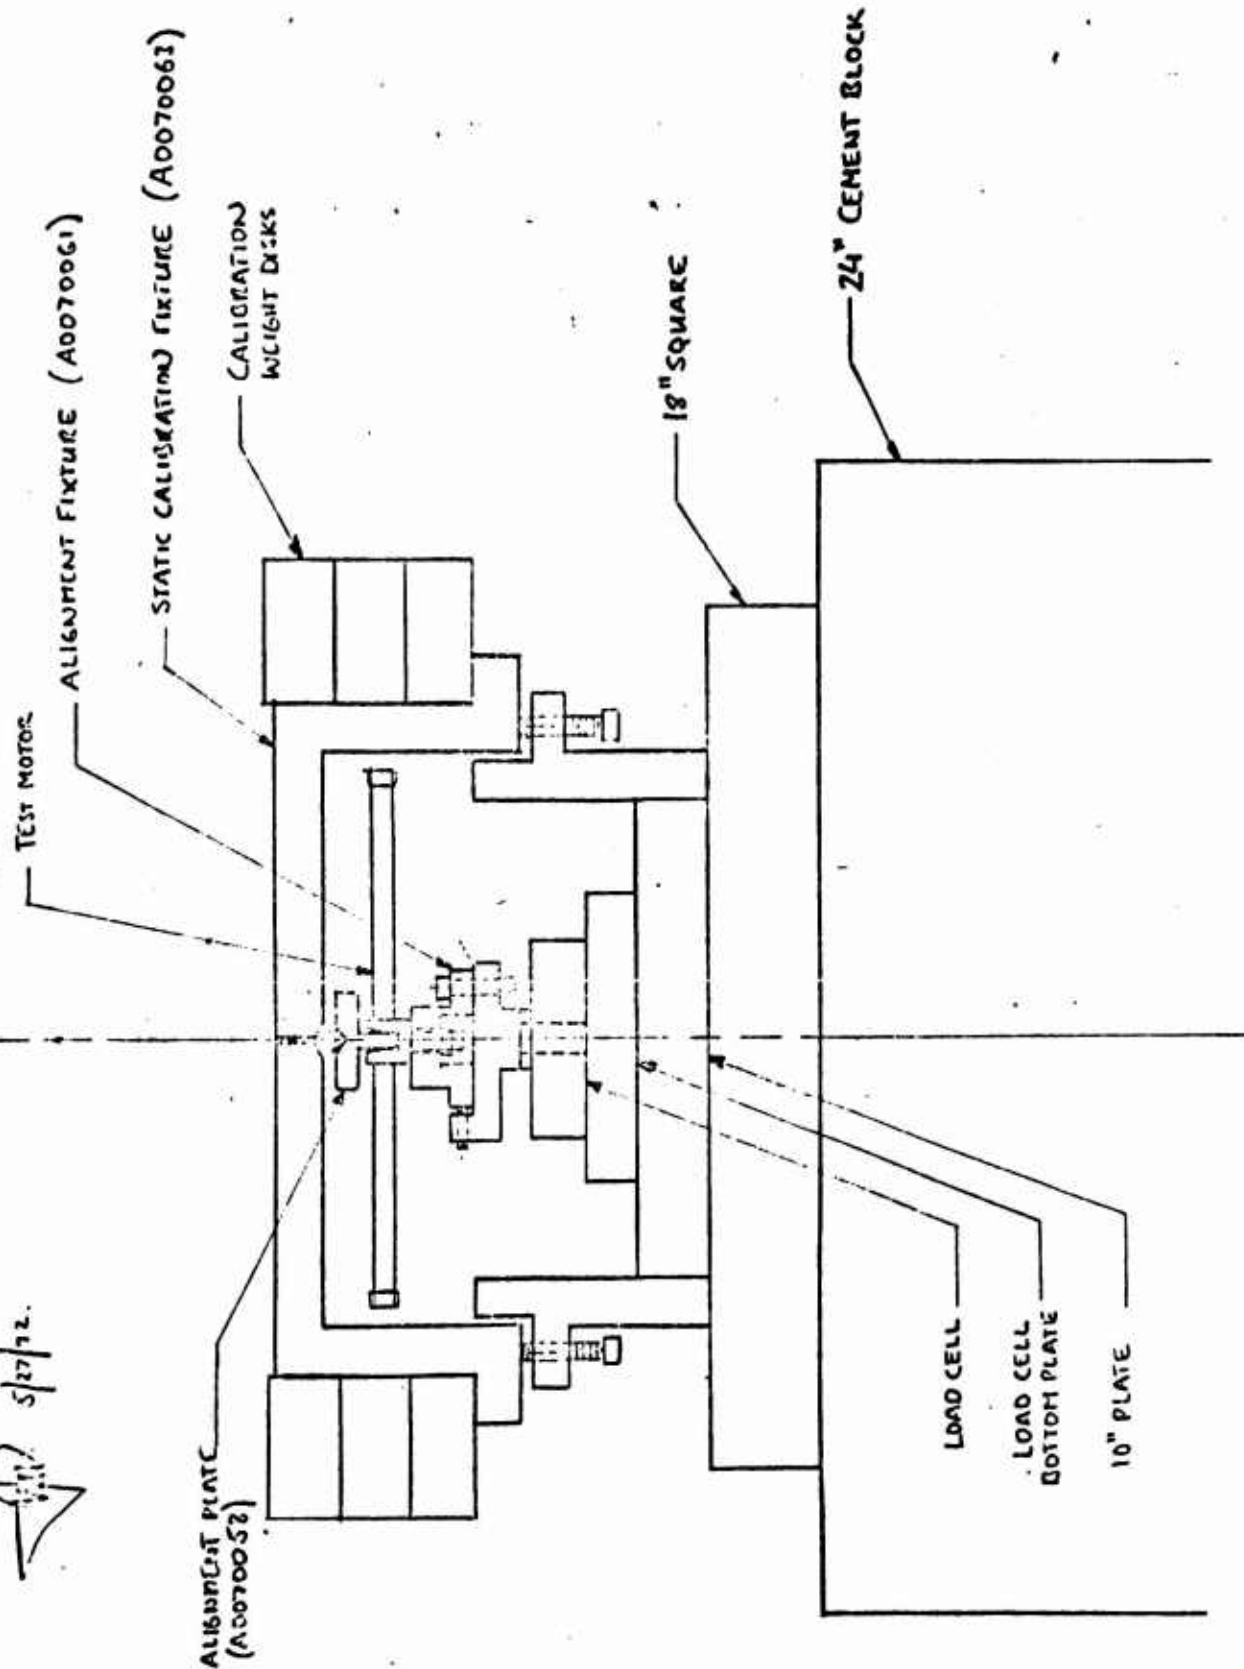 5/27/72.
TEST MOTOR
ALIGNMENT FIXTURE (A0070061)
STATIC CALIBRATION FIXTURE (A0070063)
CALIBRATION
WEIGHT DISKS
18" SQUARE
24" CEMENT BLOCK
ALIGNMENT PLATE
(A0070052)
LOAD CELL
LOAD CELL
BOTTOM PLATE
10" PLATE